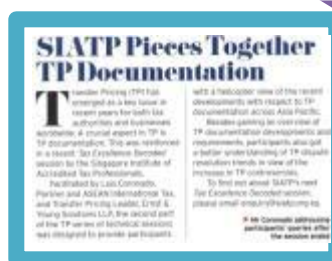 SIATP Pieces Together
TP Documentation
Transfer Pricing (TP) has
emerged as a key issue in
recent years for both tax
authorities and businesses
worldwide. A crucial aspect in TP is
TP documentation. This was reinforced
in a recent Tax Excellence Decoded
session by the Singapore Institute of
Accredited Tax Professionals.
Facilitated by Luis Coronado,
Partner and ASEAN International Tax,
and Transfer Pricing Leader, Ernst &
Young Solutions LLP, the second part
of the TP series of technical sessions
was designed to provide participants
with a helicopter view of the recent
developments with respect to TP
documentation across Asia Pacific.
Besides gaining an overview of
TP documentation developments and
requirements, participants also got
a better understanding of TP dispute
resolution trends in view of the
increase in TP controversies.
To find out about SIATP's next
Tax Excellence Decoded session,
please email enquiry@siatp.org.sg.
Mr Coronado addressing
participants' queries after
the session ended